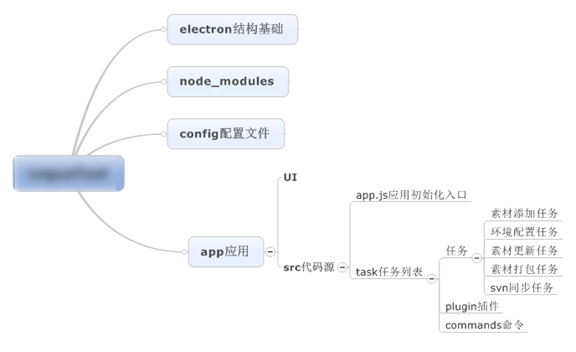 electron结构基础
node_modules
config配置文件
app应用
UI
src代码源
app.js应用初始化入口
task任务列表
任务
素材添加任务
环境配置任务
素材更新任务
素材打包任务
svn同步任务
plugin插件
commands命令